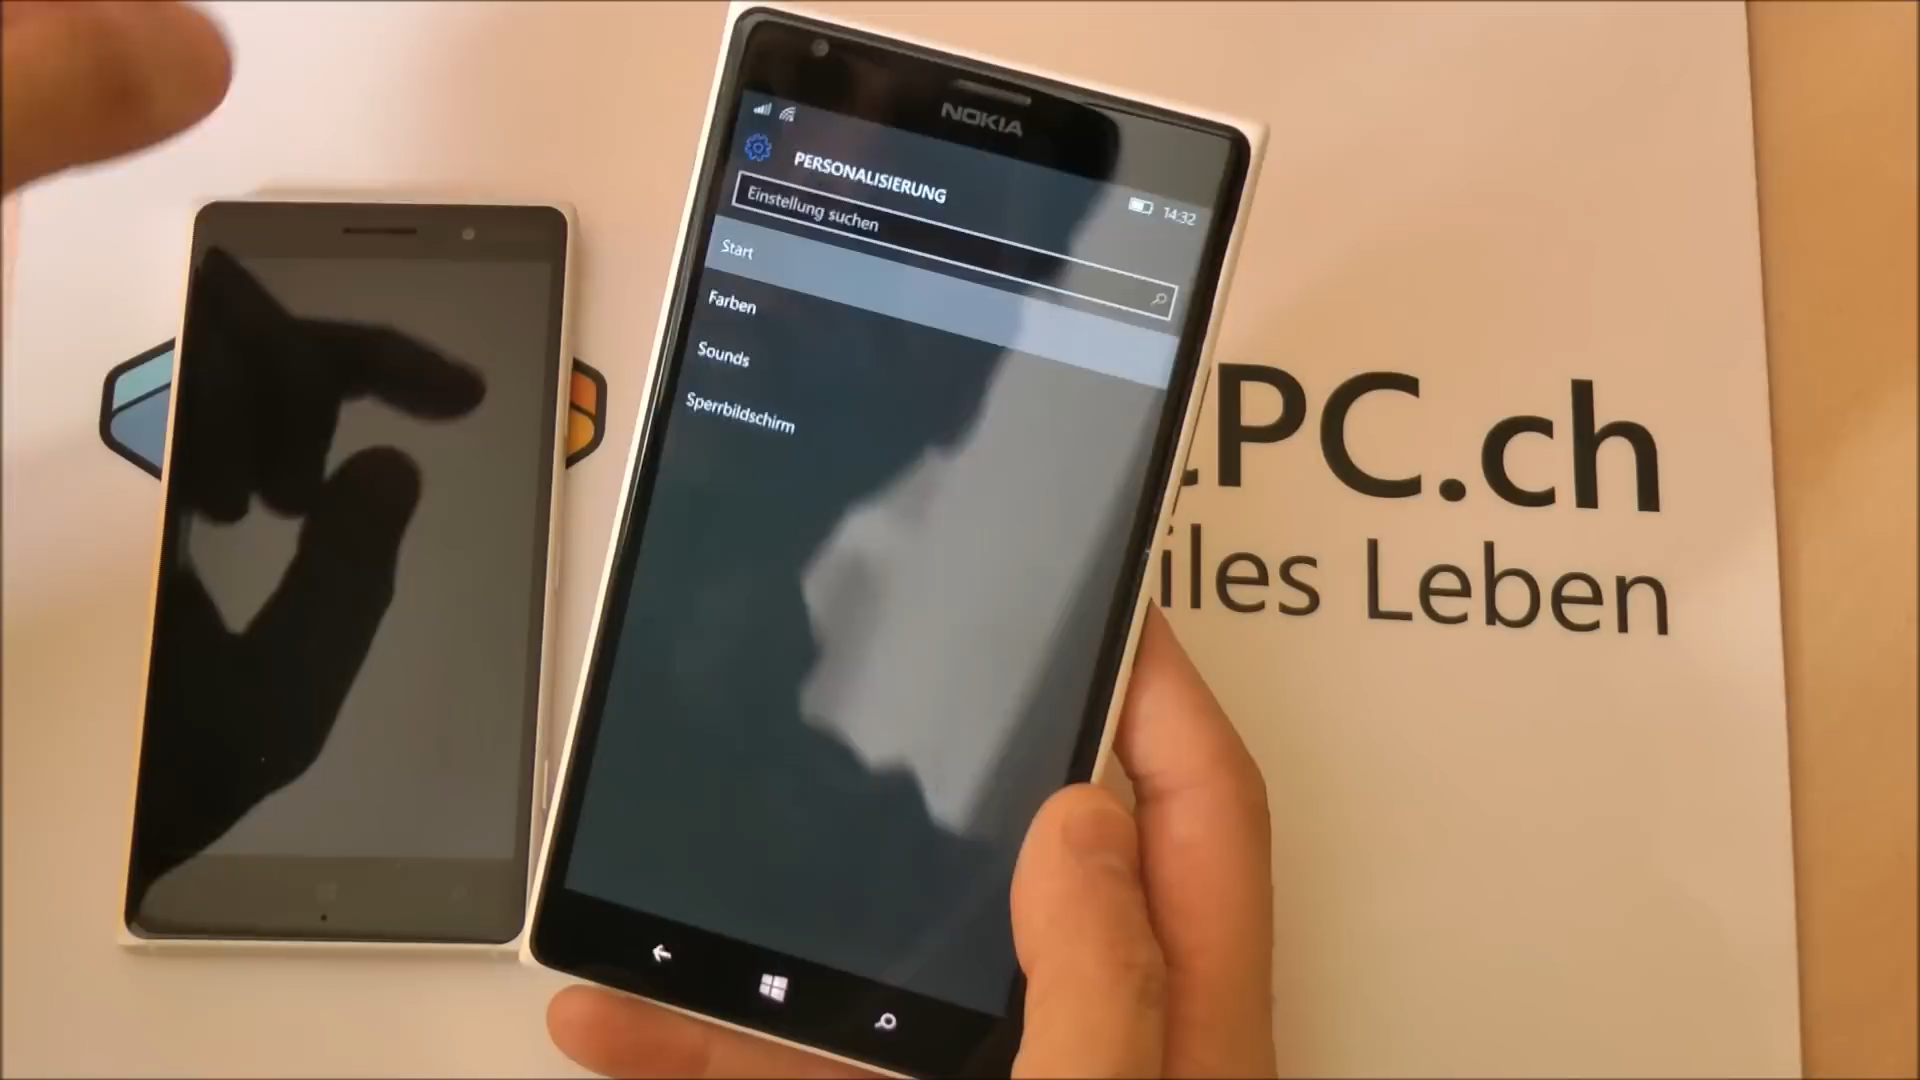 NOKIA
14:32
PERSONALISIERUNG
Einstellung suchen
Start
Farben
Sounds
Sperrbildschirm
PC.ch
iles Leben